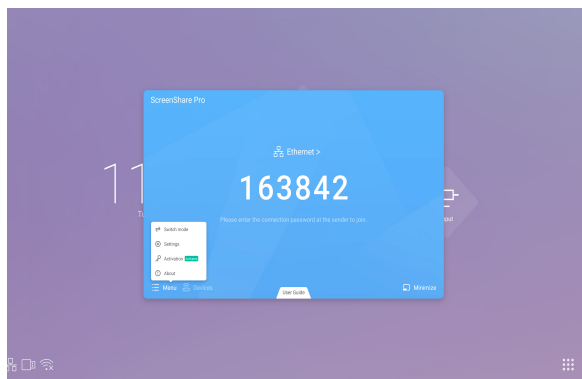 ScreenShare Pro
Ethernet >
163842
11
Please enter the connection password at the sender to join.
Switch mode
Settings
Activation
About
Menu
Devices
User Guide
Minimize